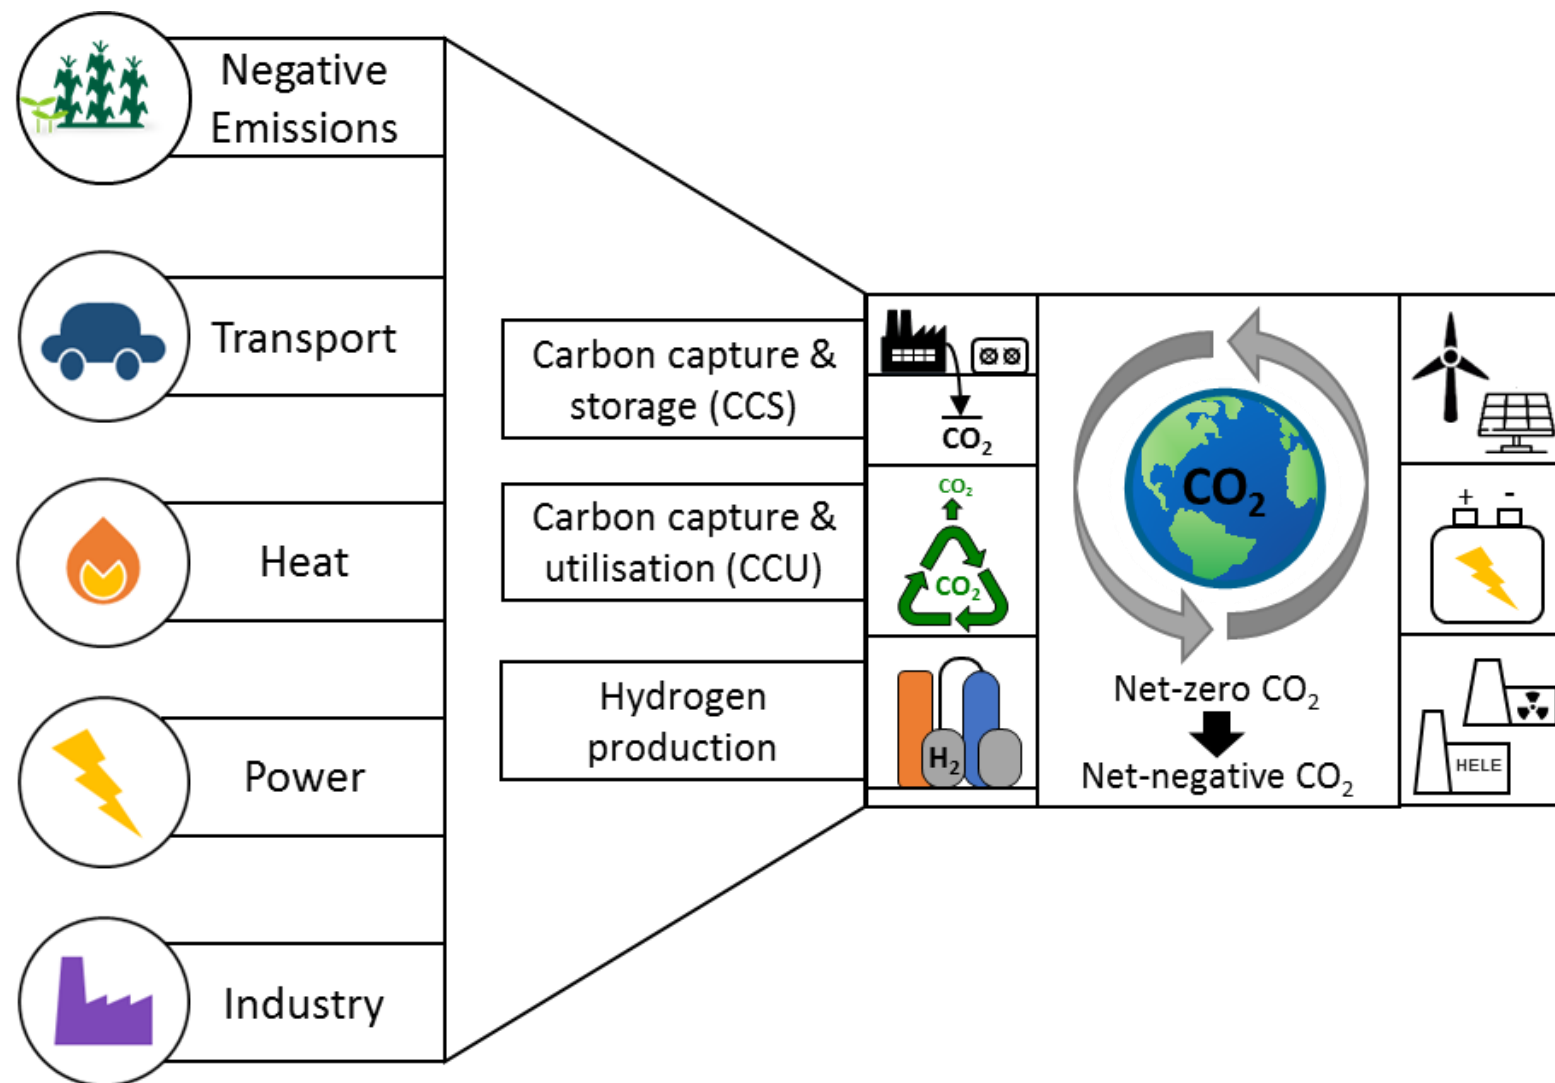 Negative
Emissions
Transport
Heat
Power
Industry
Carbon capture &
storage (CCS)
Carbon capture &
utilisation (CCU)
Hydrogen
production
CO₂
CO₂
CO₂
H₂
CO₂
Net-zero CO₂
Net-negative CO₂
+ -
HELE